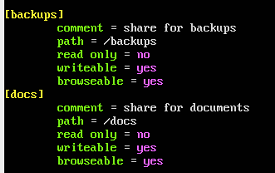 [backups]
comment = share for backups
path = /backups
read only = no
writeable = yes
browseable = yes
[docs]
comment = share for documents
path = /docs
read only = no
writeable = yes
browseable = yes